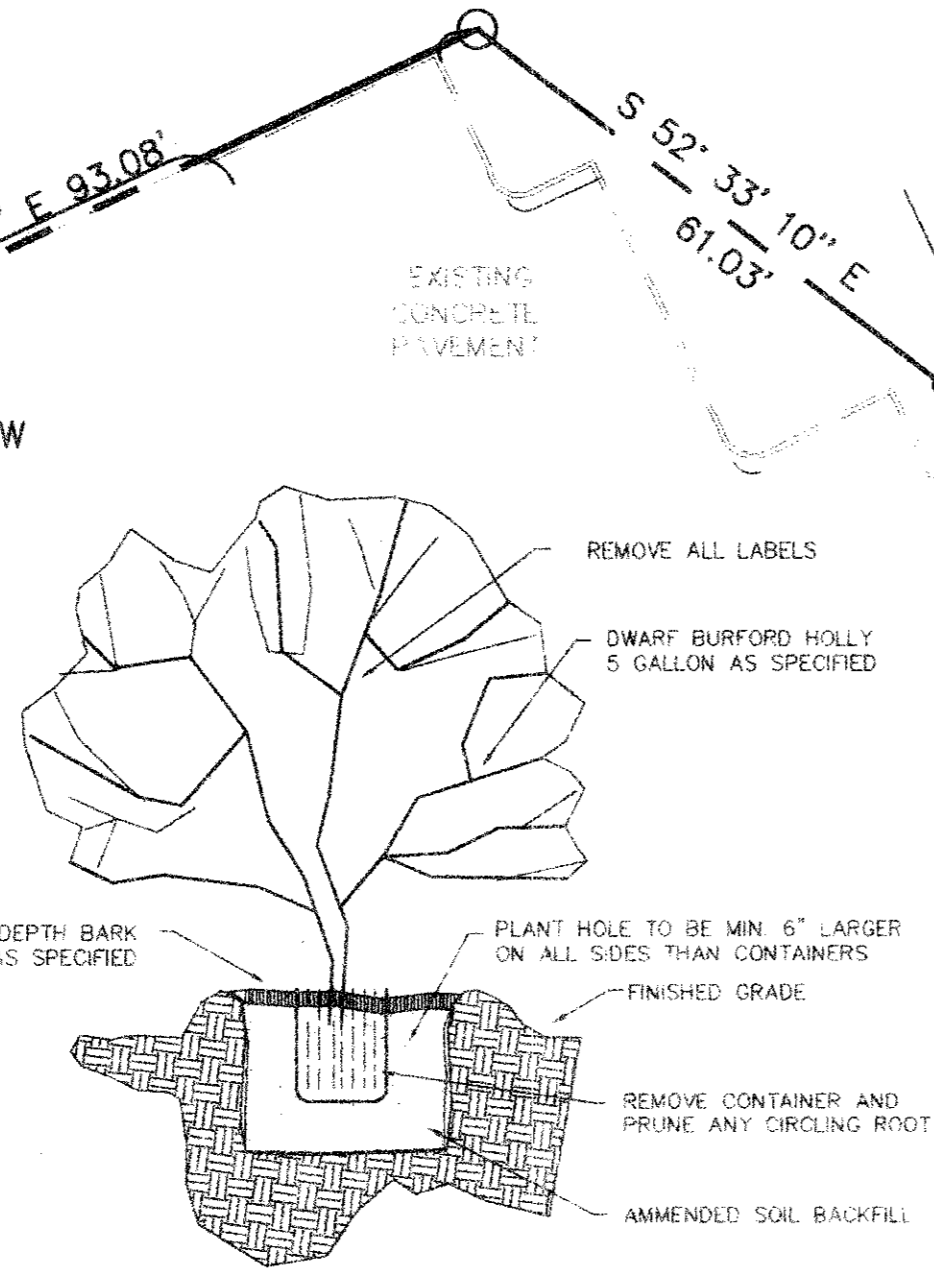 E 93.08'
S 52° 33' 10" E
61.03'
EXISTING
CONCRETE
PAVEMENT
W
REMOVE ALL LABELS
DWARF BURFORD HOLLY
5 GALLON AS SPECIFIED
DEPTH BARK
AS SPECIFIED
PLANT HOLE TO BE MIN. 6" LARGER
ON ALL SIDES THAN CONTAINERS
FINISHED GRADE
REMOVE CONTAINER AND
PRUNE ANY CIRCLING ROOT
AMMENDED SOIL BACKFILL